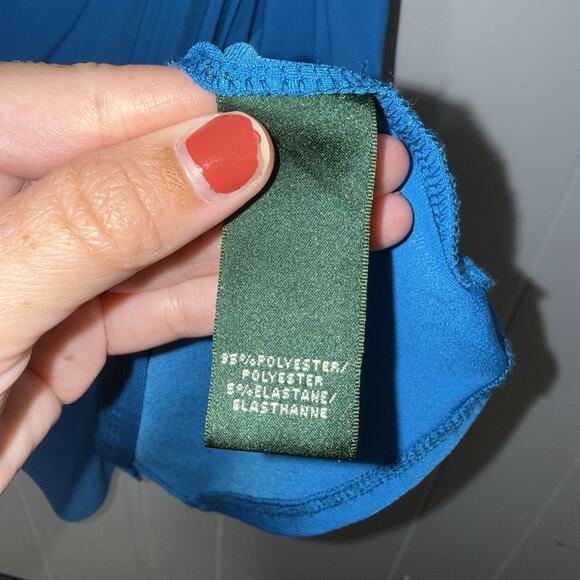 95%POLYESTER/
POLYESTER
5%ELASTANE/
ELASTHANNE